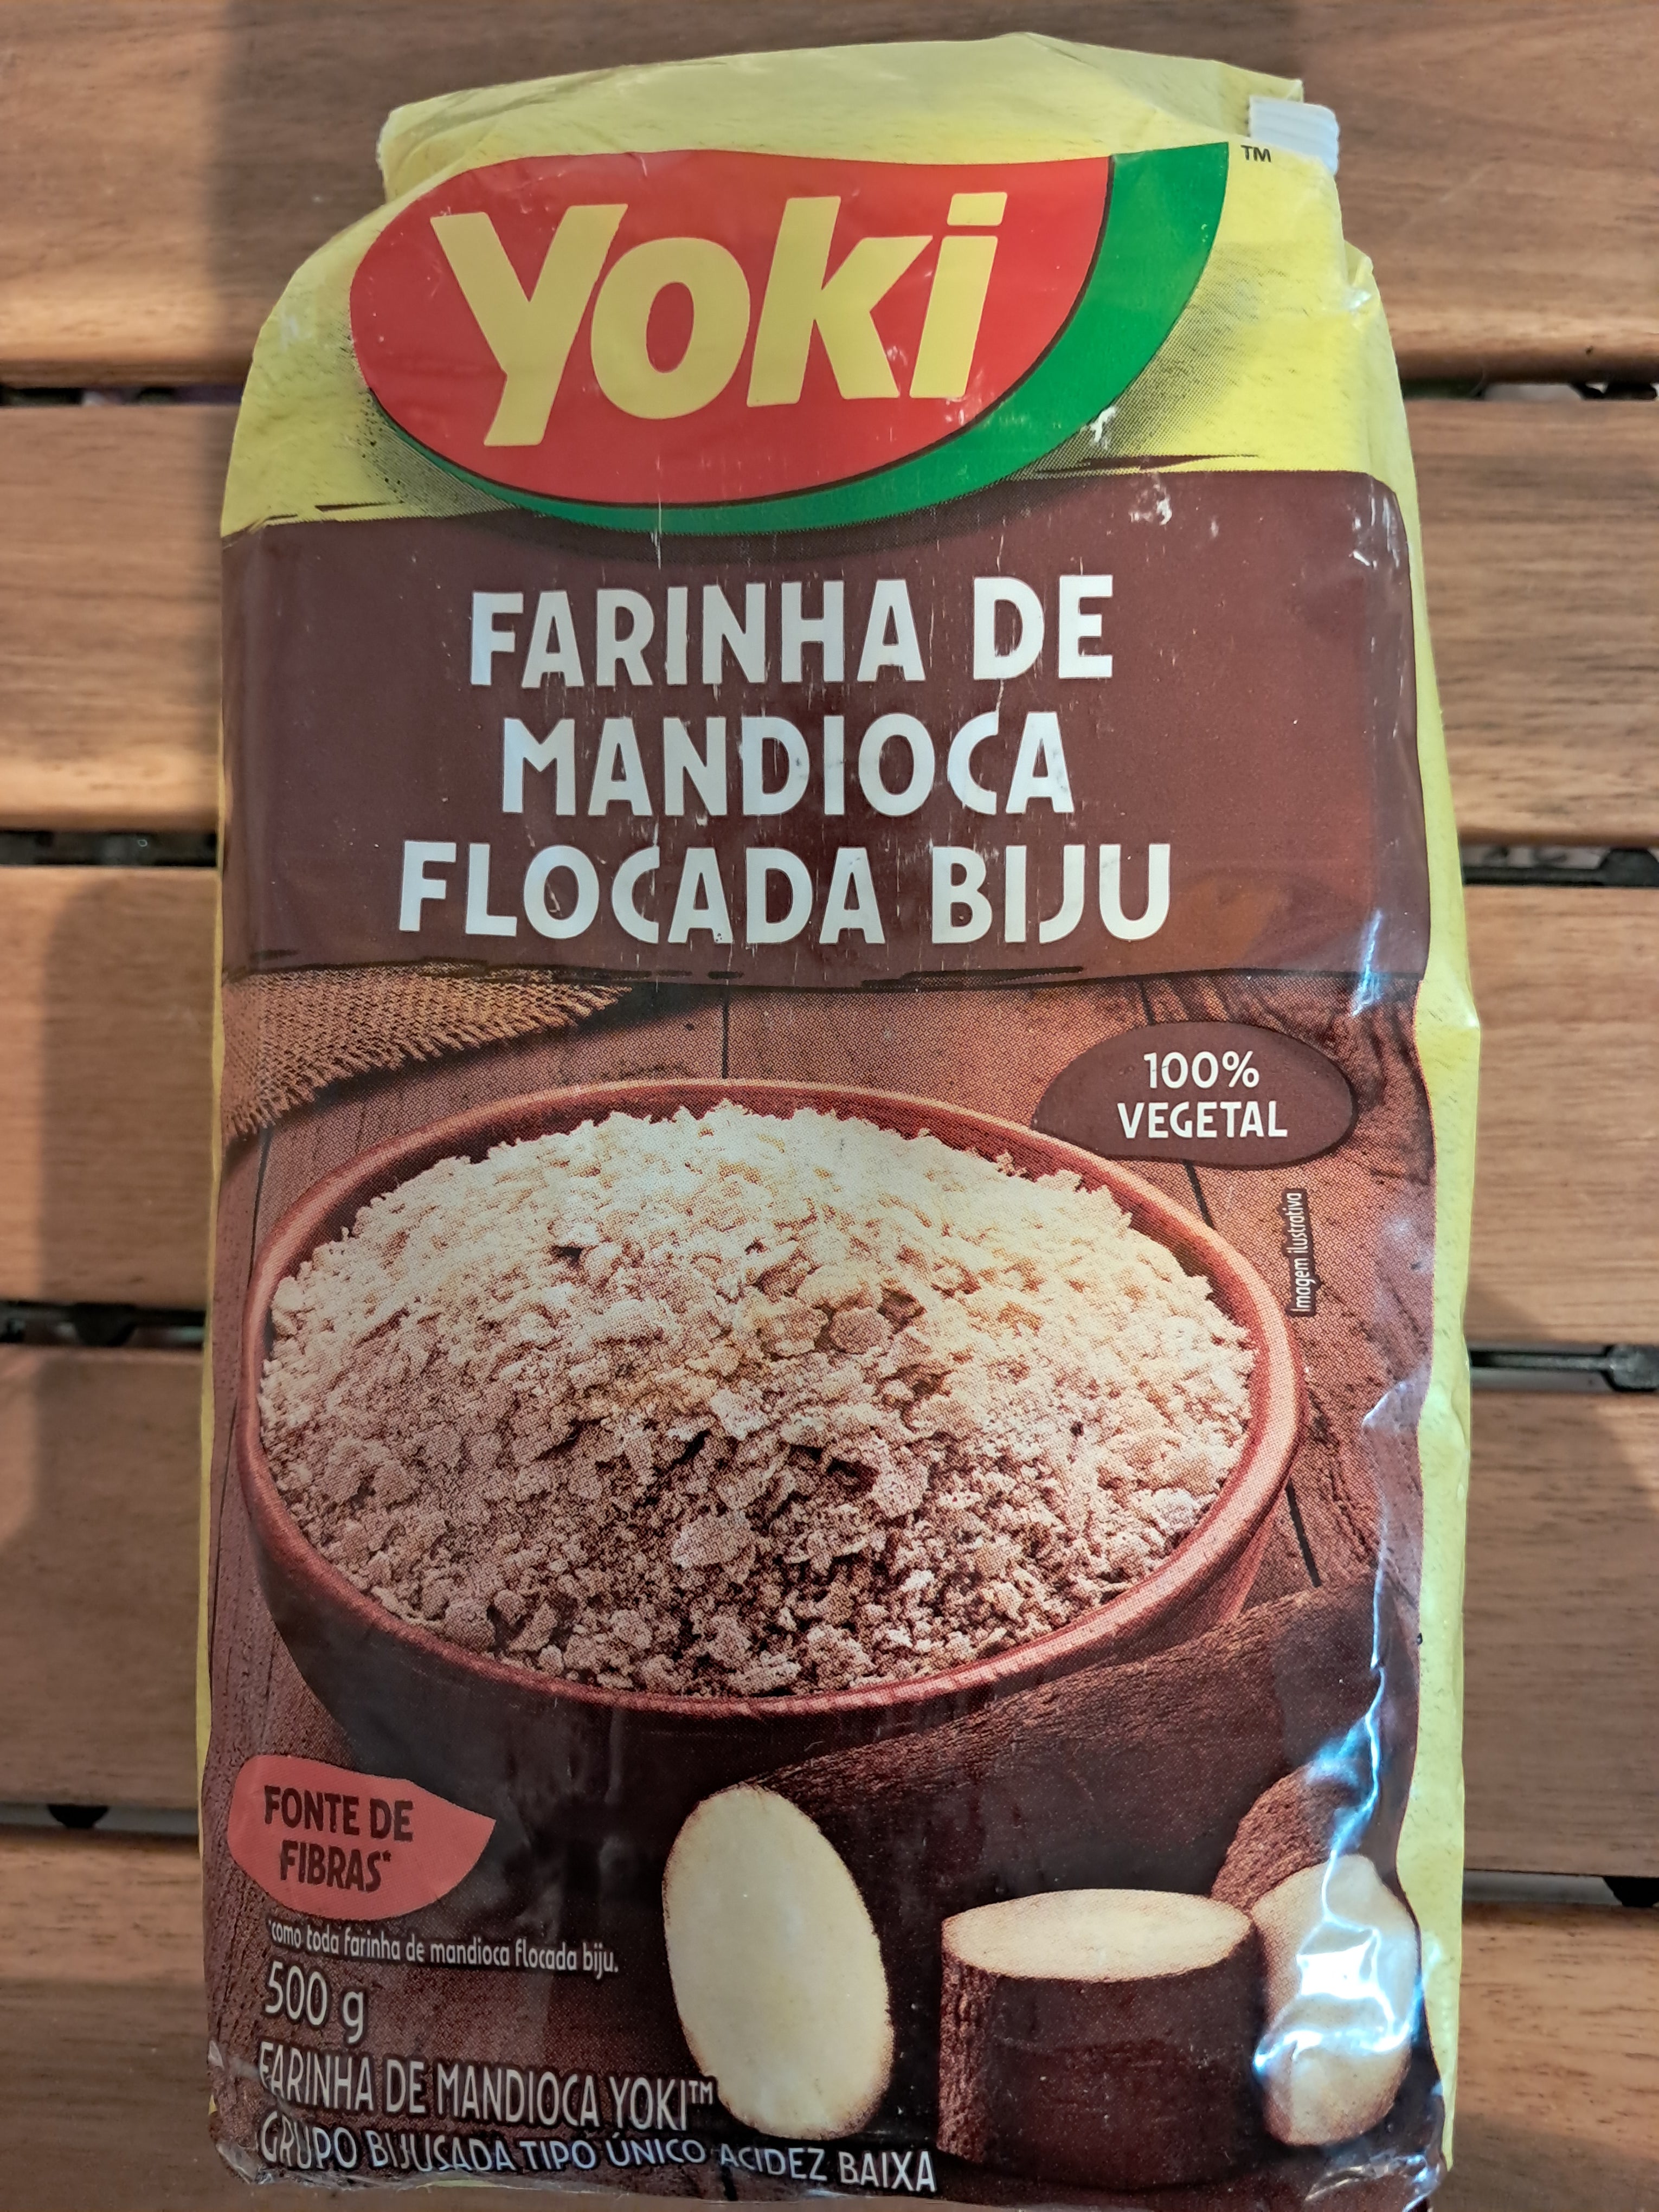 Yoki
TM
FARINHA DE
MANDIOCA
FLOCADA BIJU
100%
VEGETAL
Imagem ilustrativa
FONTE DE
FIBRAS*
*como toda farinha de mandioca flocada biju.
500 g
FARINHA DE MANDIOCA YOKI™
GRUPO BIJUSADA TIPO ÚNICO ACIDEZ BAIXA